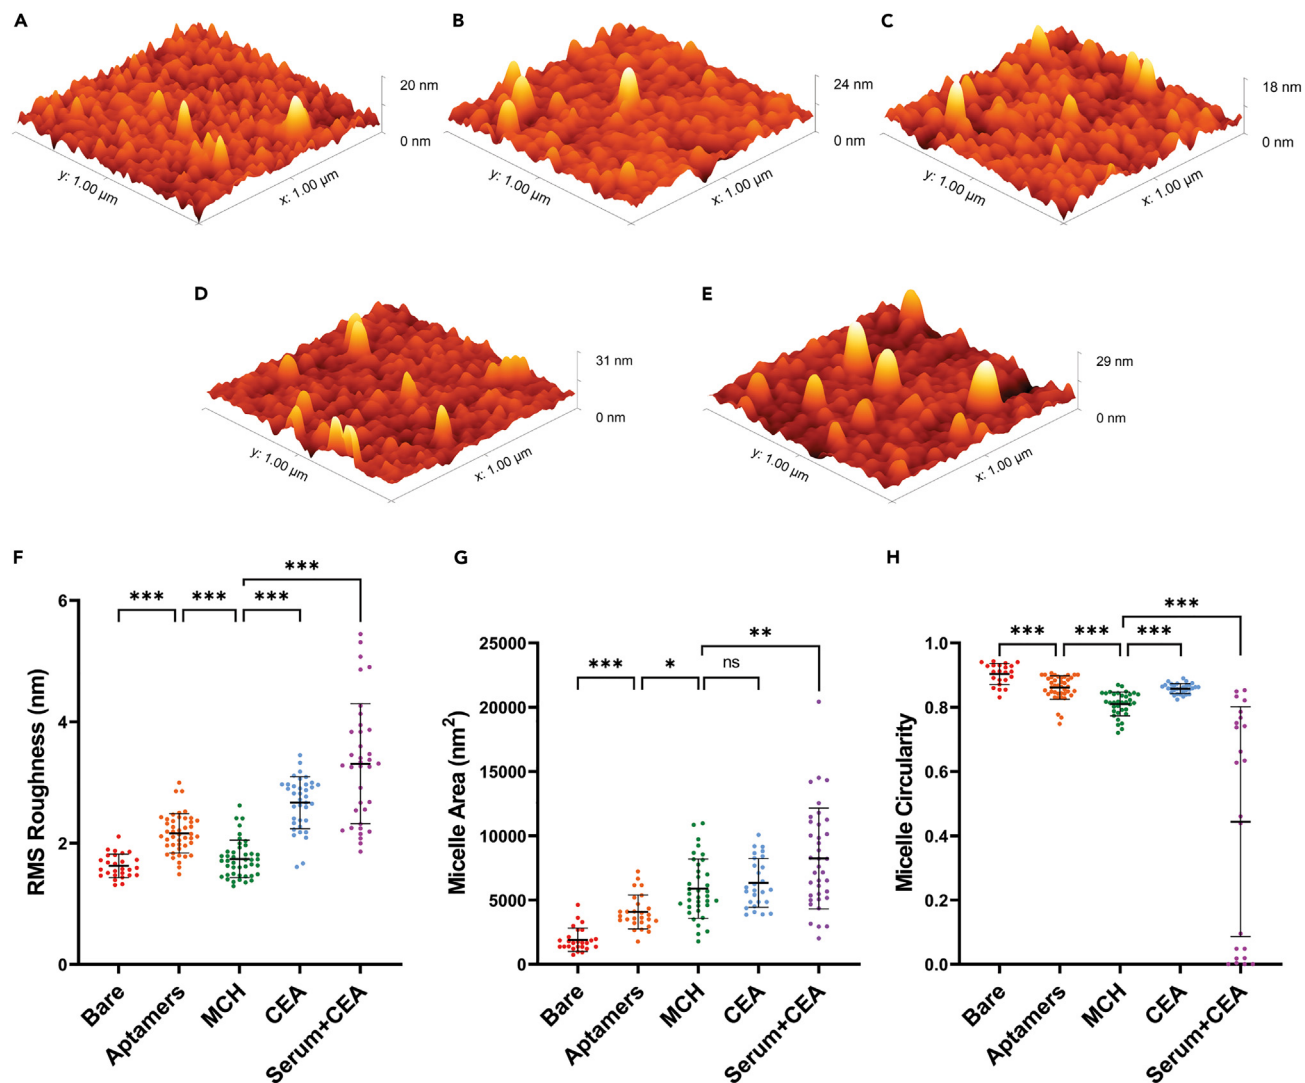 A
20 nm
0 nm
y: 1.00 µm
x: 1.00 µm
B
24 nm
0 nm
y: 1.00 µm
x: 1.00 µm
C
18 nm
0 nm
y: 1.00 µm
x: 1.00 µm
D
31 nm
0 nm
y: 1.00 µm
x: 1.00 µm
E
29 nm
0 nm
y: 1.00 µm
x: 1.00 µm
F
***
*** *** ***
RMS Roughness (nm)
6
4
2
0
Bare
Aptamers
MCH
CEA
Serum+CEA
G
**
*** * ns
Micelle Area (nm²)
25000
20000
15000
10000
5000
0
Bare
Aptamers
MCH
CEA
Serum+CEA
H
***
*** *** ***
Micelle Circularity
1.0
0.8
0.6
0.4
0.2
0.0
Bare
Aptamers
MCH
CEA
Serum+CEA